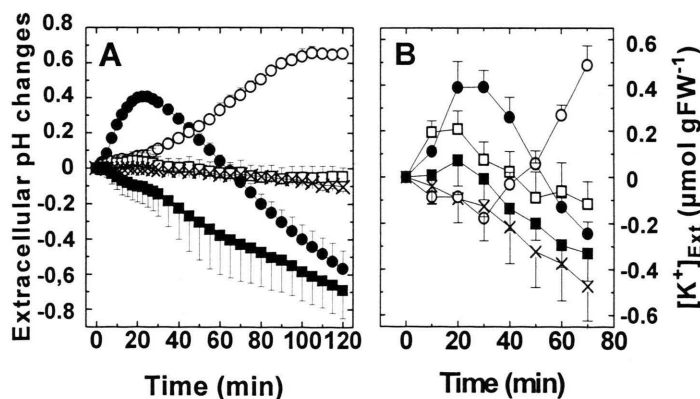 Extracellular pH changes
0.8
0.6
0.4
0.2
0
-0.2
-0.4
-0.6
-0,8
A
0 20 40 60 80 100 120
Time (min)
B
0 20 40 60 80
Time (min)
0.6
0.4
0.2
0
-0.2
-0.4
-0.6
[K+]Ext (µmol gFW-1)